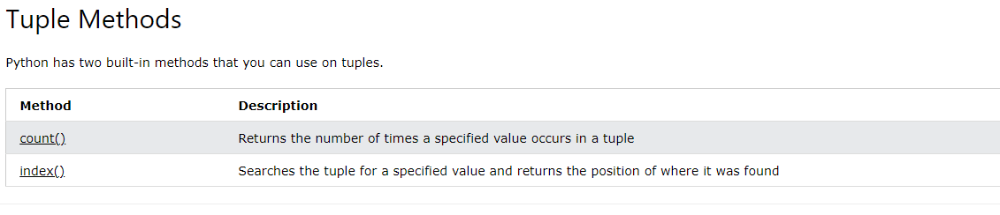 Tuple Methods
Python has two built-in methods that you can use on tuples.
Method Description
count() Returns the number of times a specified value occurs in a tuple
index() Searches the tuple for a specified value and returns the position of where it was found